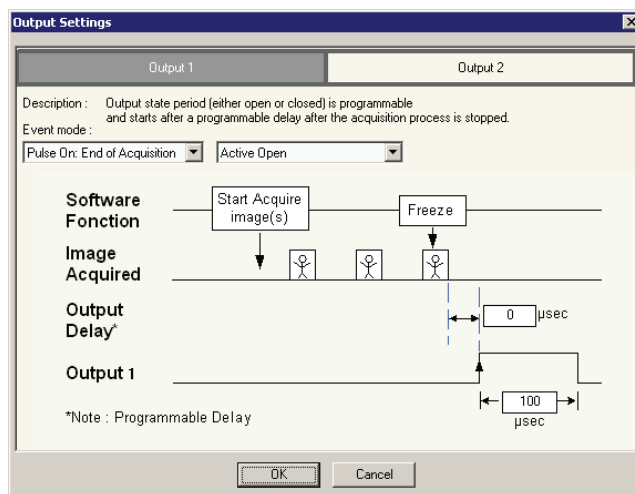 Output Settings
Output 1
Output 2
Description : Output state period (either open or closed) is programmable
and starts after a programmable delay after the acquisition process is stopped.
Event mode :
Pulse On: End of Acquisition
Active Open
Software
Fonction
Start Acquire
image(s)
Freeze
Image
Acquired
Output
Delay*
0 µsec
Output 1
100
µsec
*Note : Programmable Delay
OK
Cancel